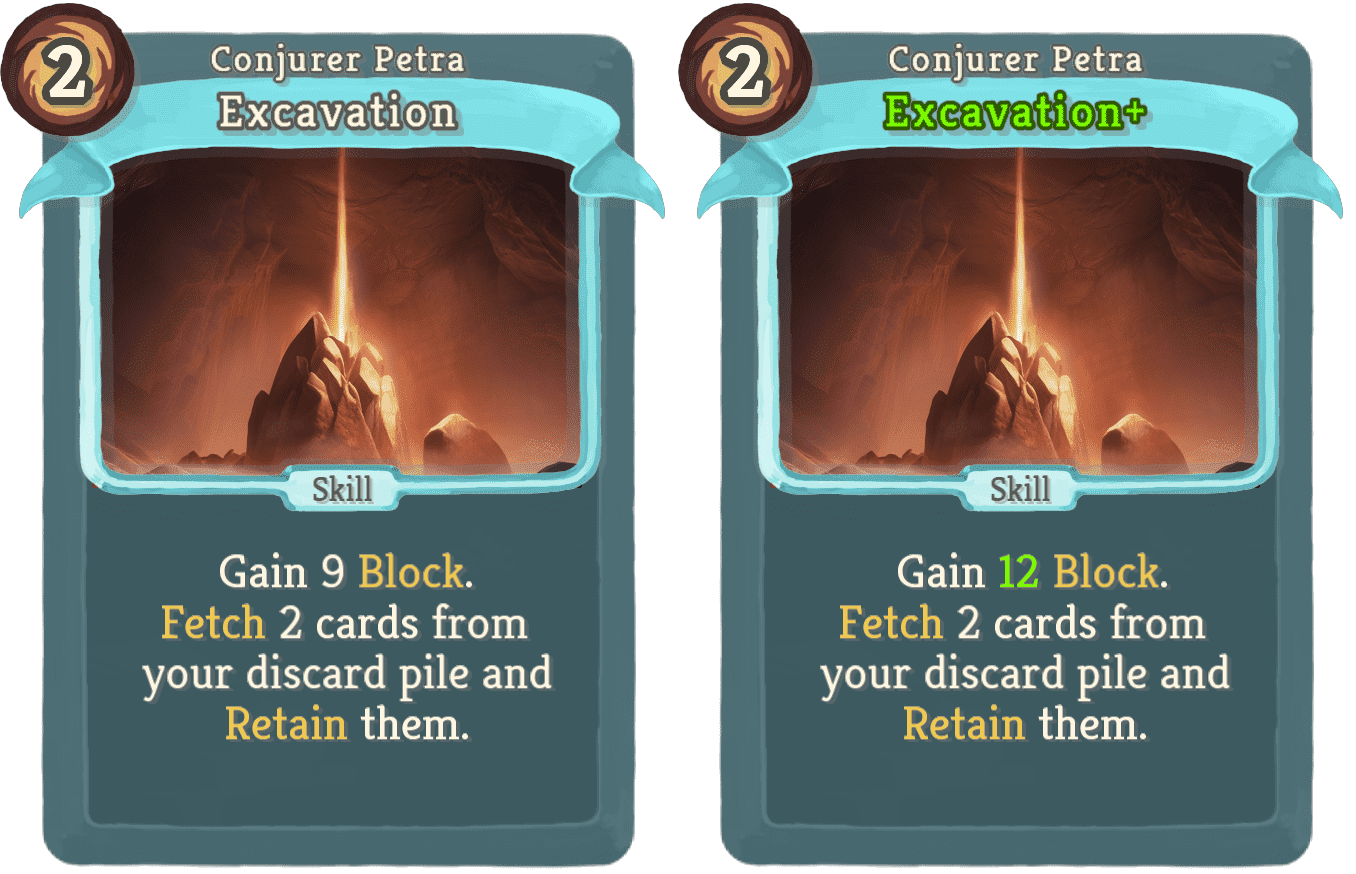 2
Conjurer Petra
Excavation
Skill
Gain 9 Block.
Fetch 2 cards from
your discard pile and
Retain them.
2
Conjurer Petra
Excavation+
Skill
Gain 12 Block.
Fetch 2 cards from
your discard pile and
Retain them.